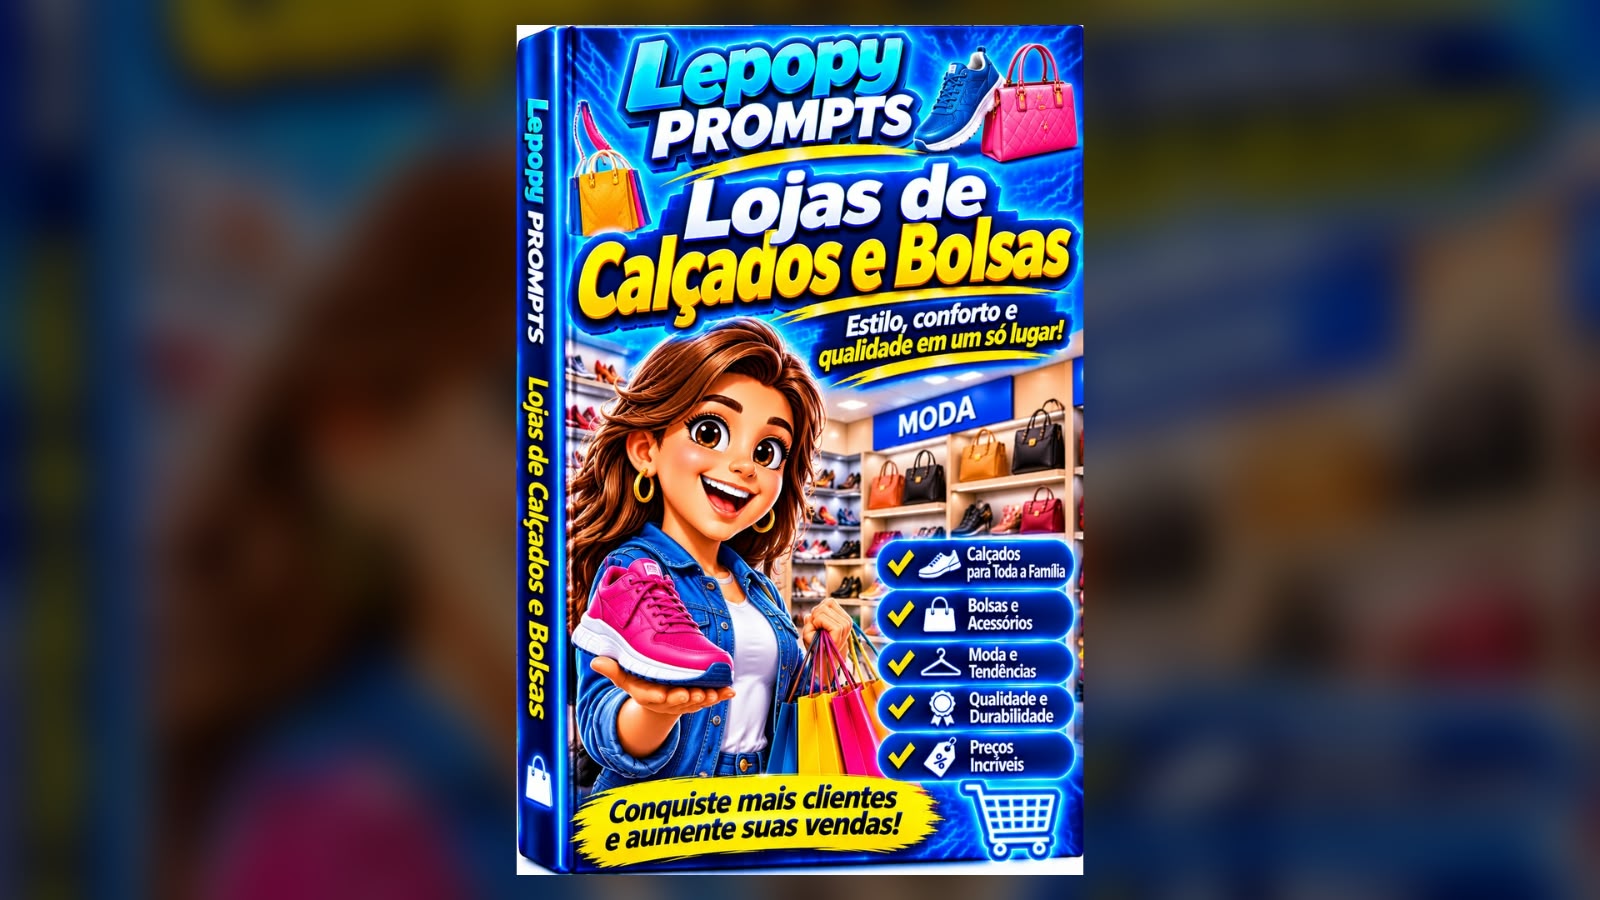 Lepopy
PROMPTS
Lojas de
Calçados e Bolsas
Estilo, conforto e
qualidade em um só lugar!
MODA
Calçados
para Toda a Família
Bolsas e
Acessórios
Moda e
Tendências
Qualidade e
Durabilidade
Preços
Incríveis
Conquiste mais clientes
e aumente suas vendas!
Lepopy PROMPTS Lojas de Calçados e Bolsas